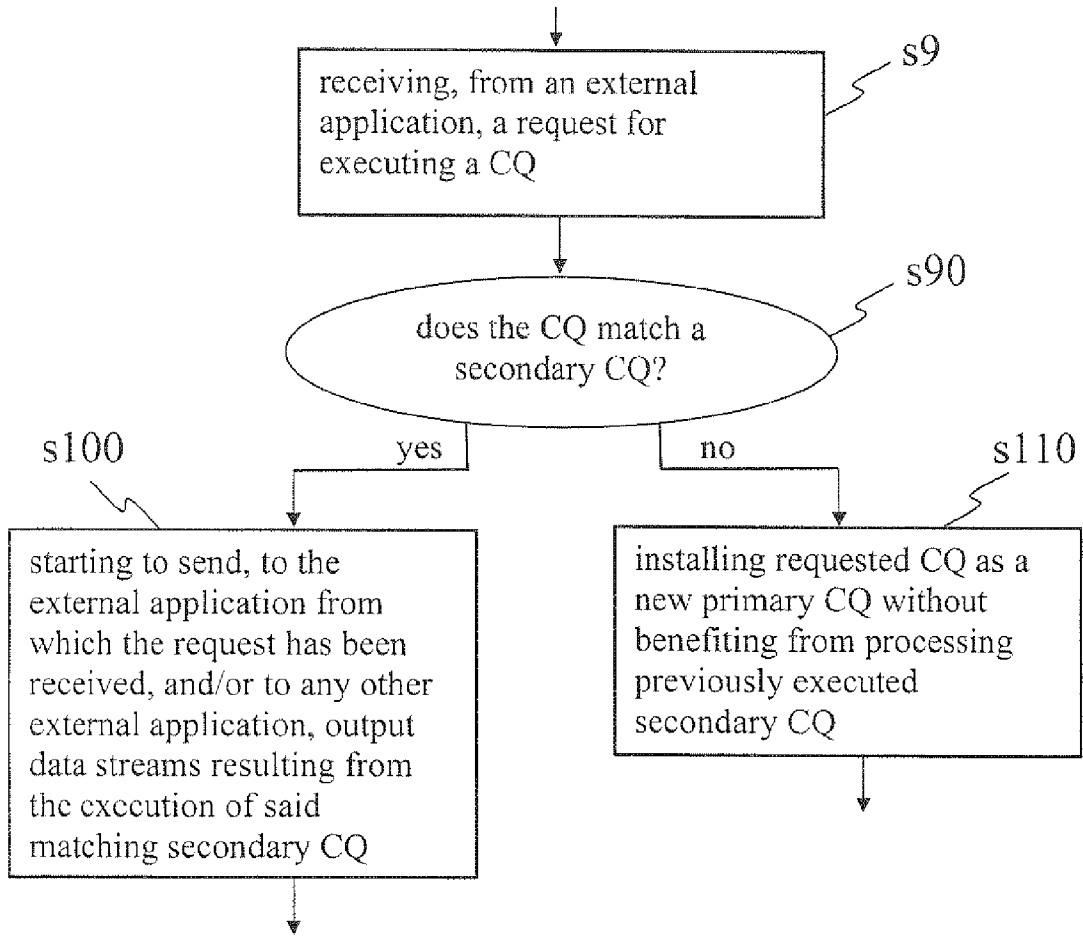 s9
receiving, from an external
application, a request for
executing a CQ
s90
does the CQ match a
secondary CQ?
yes
no
s100
s110
starting to send, to the
external application from
which the request has been
received, and/or to any other
external application, output
data streams resulting from
the execution of said
matching secondary CQ
installing requested CQ as a
new primary CQ without
benefiting from processing
previously executed
secondary CQ